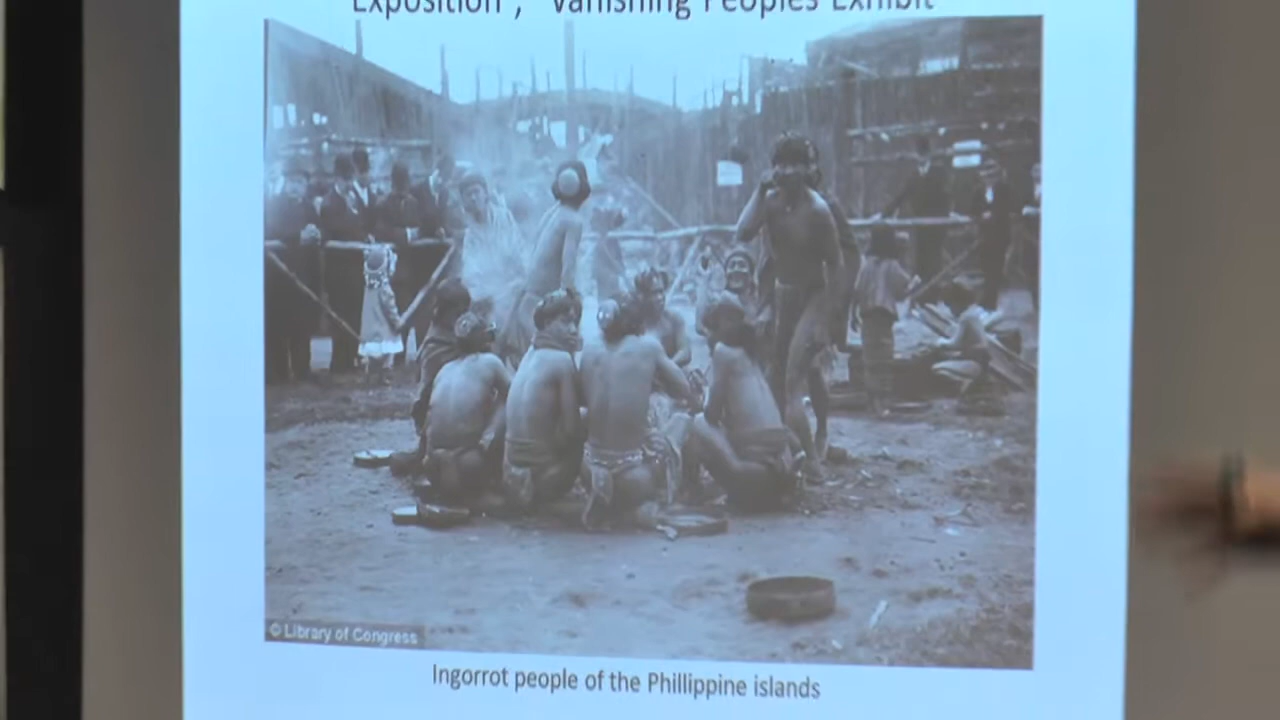 Exposition", "Vanishing Peoples Exhibit"
© Library of Congress
Ingorrot people of the Phillippine islands